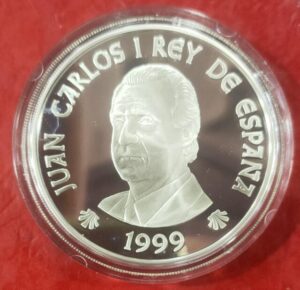 JUAN CARLOS I REY DE ESPAÑA
1999